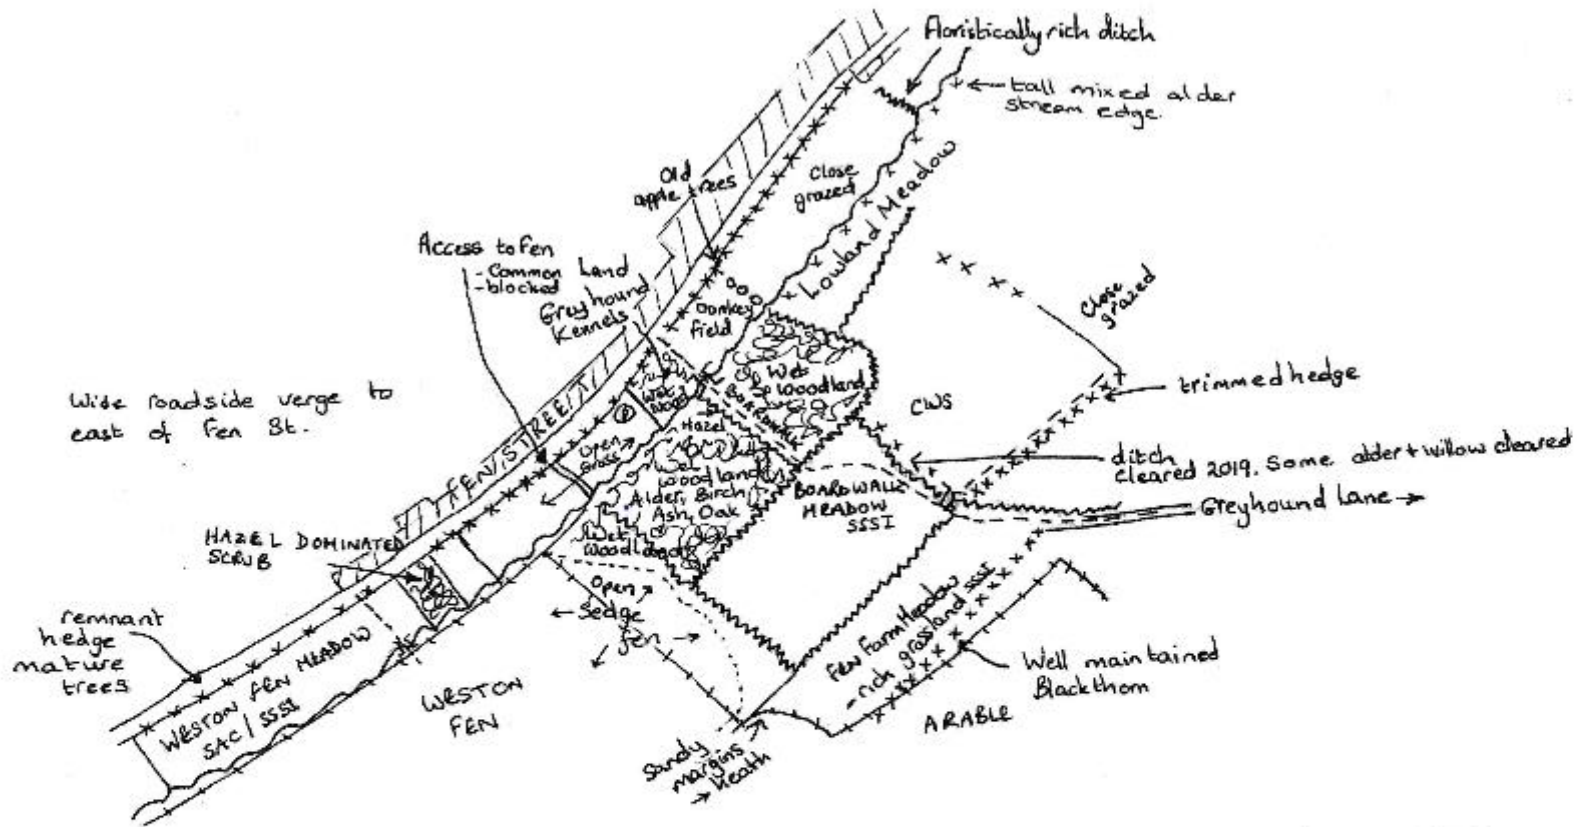 Floristically rich ditch
tall mixed alder
stream edge.
Old
apple trees
Close
grazed
Lowland Meadow
Access to Fen
- Common Land
- blocked
Greyhound
Kennels
Donkey
field
Close
grazed
Wet
Woodland
BOARDWALK
Wet
Wood
trimmed hedge
CWS
Wide roadside verge to
east of Fen St.
FEN STREET
Open
Grass
Hazel
Wet
Woodland
Alder, Birch
Ash, Oak
ditch
cleared 2019. Some alder + willow cleared
BOARDWALK
MEADOW
SSSI
Greyhound Lane →
HAZEL DOMINATED
SCRUB
Wet
Woodland
Open
Sedge
fen
remnant
hedge
mature
trees
WESTON FEN MEADOW
SAC / SSSI
WESTON
FEN
Fen Farm Meadow
- rich grassland SSSI
Well maintained
Blackthorn
ARABLE
Sandy
margins
→ Heath